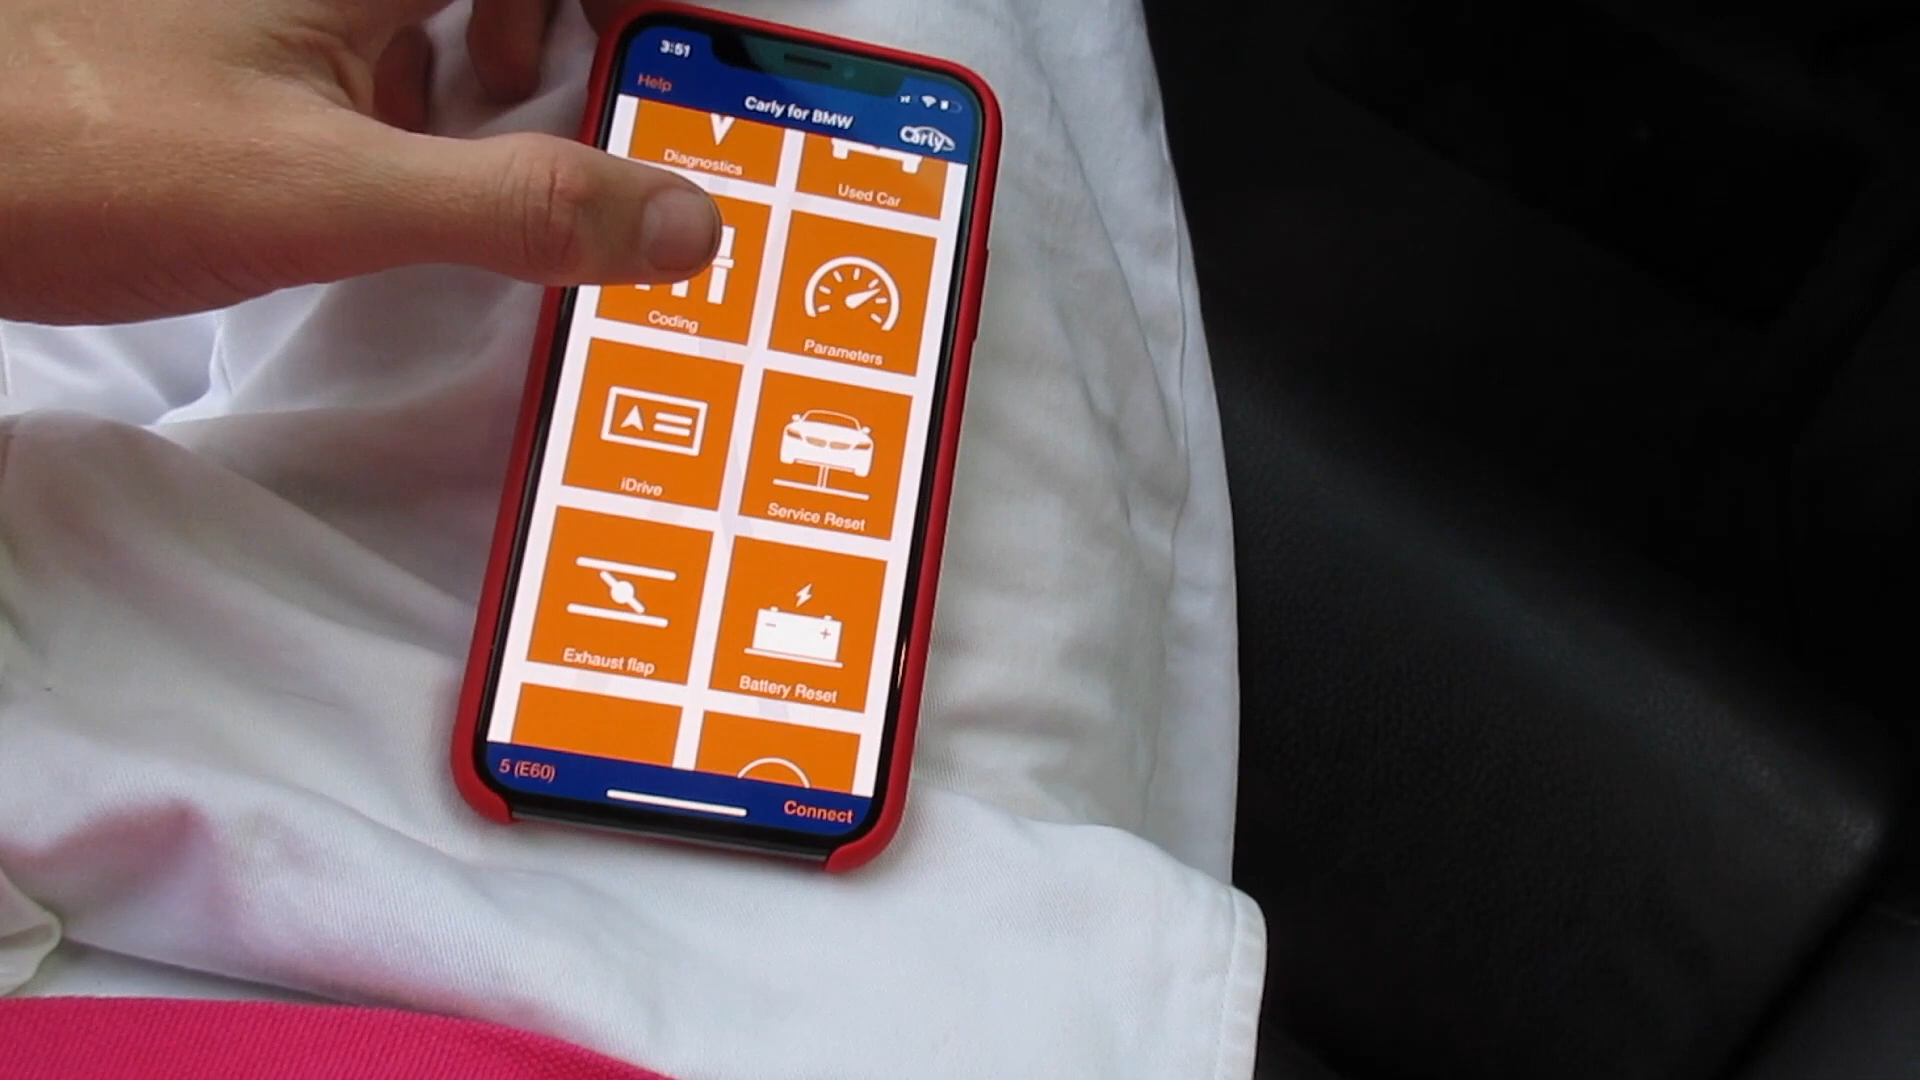 3:51
Help
Carly for BMW
Carly
Diagnostics
Used Car
Coding
Parameters
iDrive
Service Reset
Exhaust flap
Battery Reset
5 (E60)
Connect